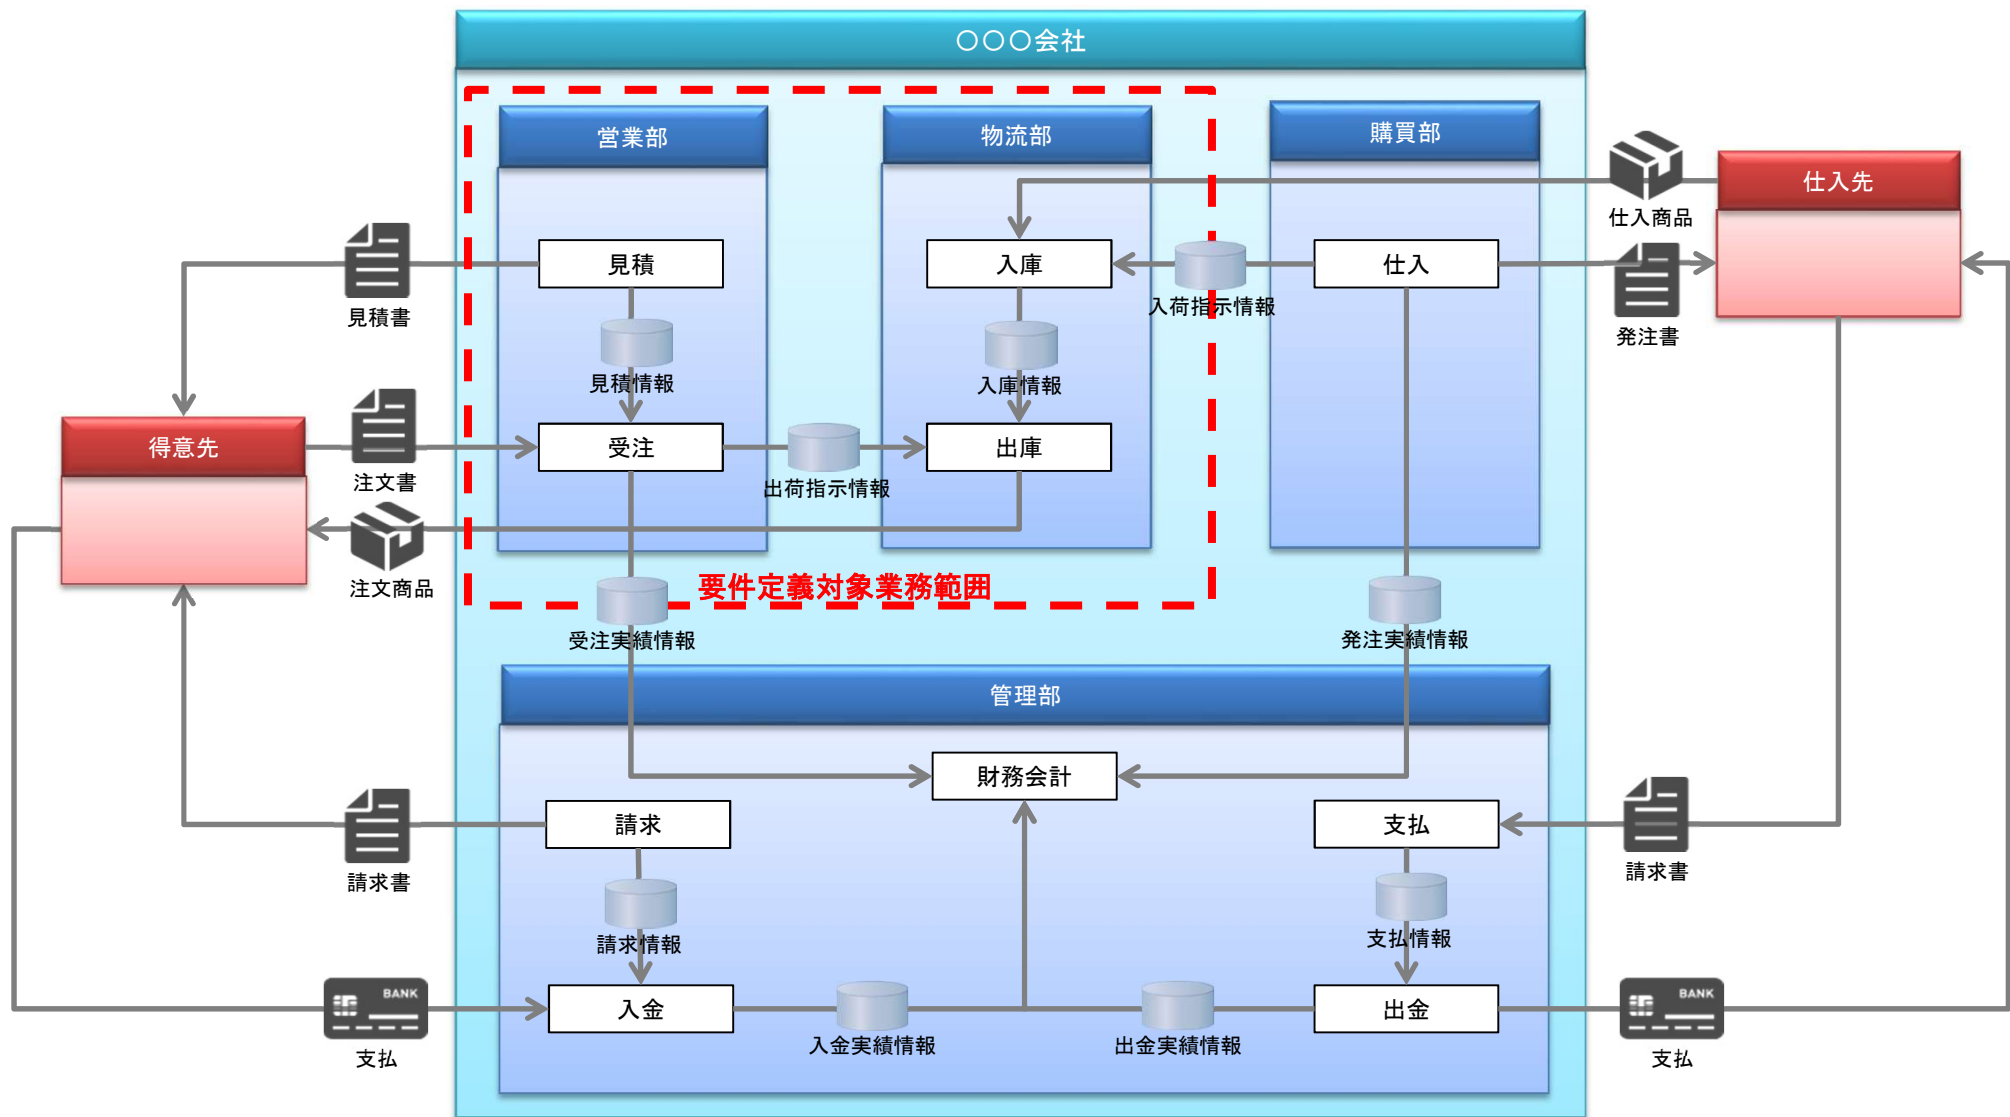 〇〇〇会社
営業部
物流部
購買部
仕入先
仕入商品
見積
入庫
仕入
見積書
入荷指示情報
発注書
見積情報
入庫情報
得意先
受注
出庫
注文書
出荷指示情報
注文商品
要件定義対象業務範囲
受注実績情報
発注実績情報
管理部
財務会計
請求
支払
請求書
請求書
請求情報
支払情報
BANK
BANK
入金
出金
入金実績情報
出金実績情報
支払
支払